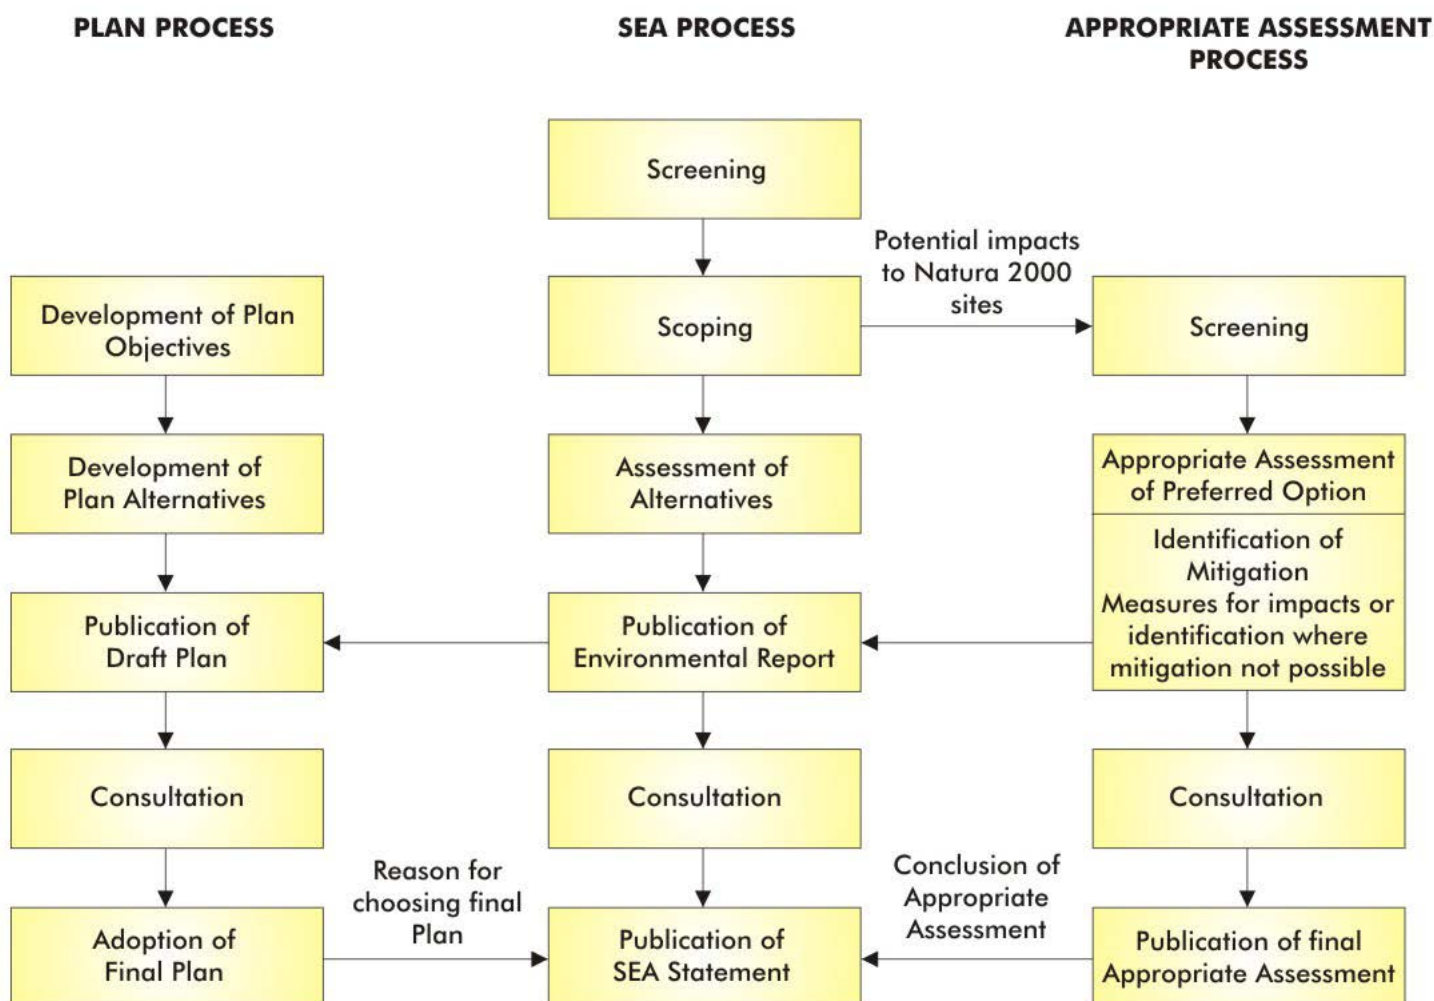 PLAN PROCESS
SEA PROCESS
APPROPRIATE ASSESSMENT
PROCESS
Screening
Potential impacts
to Natura 2000
sites
Development of Plan
Objectives
Scoping
Screening
Development of
Plan Alternatives
Assessment of
Alternatives
Appropriate Assessment
of Preferred Option
Identification of
Mitigation
Measures for impacts or
identification where
mitigation not possible
Publication of
Draft Plan
Publication of
Environmental Report
Consultation
Consultation
Consultation
Reason for
choosing final
Plan
Conclusion of
Appropriate
Assessment
Adoption of
Final Plan
Publication of
SEA Statement
Publication of final
Appropriate Assessment